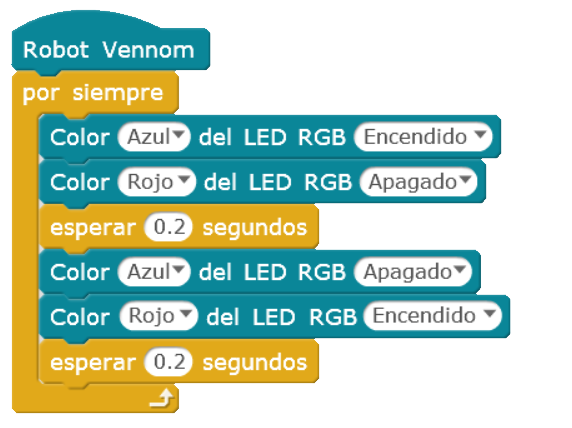 Robot Vennom
por siempre
Color Azul del LED RGB Encendido
Color Rojo del LED RGB Apagado
esperar 0.2 segundos
Color Azul del LED RGB Apagado
Color Rojo del LED RGB Encendido
esperar 0.2 segundos